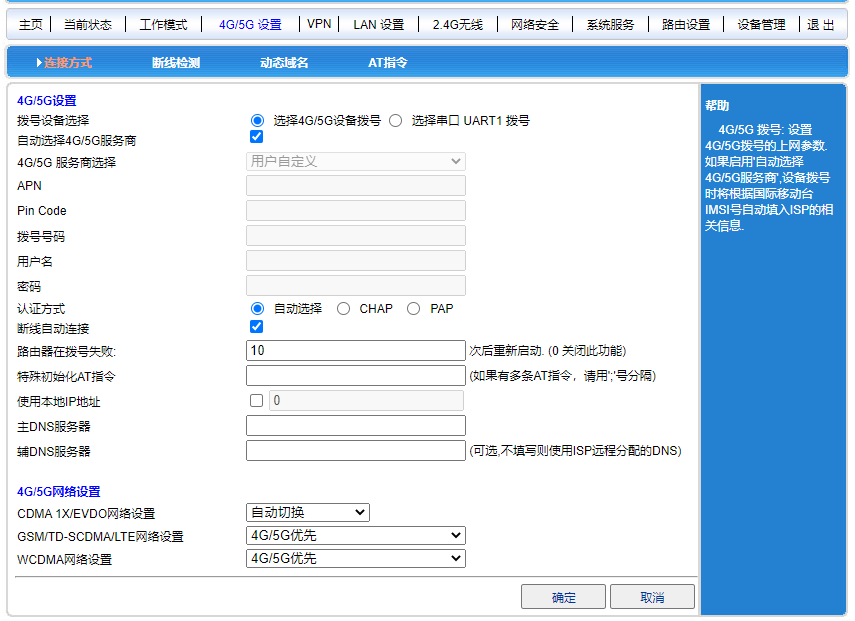 主页 当前状态 工作模式 4G/5G 设置 VPN LAN 设置 2.4G无线 网络安全 系统服务 路由设置 设备管理 退 出
连接方式 断线检测 动态域名 AT指令
4G/5G设置
拨号设备选择 选择4G/5G设备拨号 选择串口 UART1 拨号
自动选择4G/5G服务商
4G/5G 服务商选择 用户自定义
APN
Pin Code
拨号号码
用户名
密码
认证方式 自动选择 CHAP PAP
断线自动连接
路由器在拨号失败: 10 次后重新启动. (0 关闭此功能)
特殊初始化AT指令 (如果有多条AT指令，请用';'号分隔)
使用本地IP地址 0
主DNS服务器
辅DNS服务器 (可选,不填写则使用ISP远程分配的DNS)
4G/5G网络设置
CDMA 1X/EVDO网络设置 自动切换
GSM/TD-SCDMA/LTE网络设置 4G/5G优先
WCDMA网络设置 4G/5G优先
确定 取消
帮助
4G/5G 拨号: 设置
4G/5G拨号的上网参数.
如果启用'自动选择
4G/5G服务商',设备拨号
时将根据国际移动台
IMSI号自动填入ISP的相
关信息.